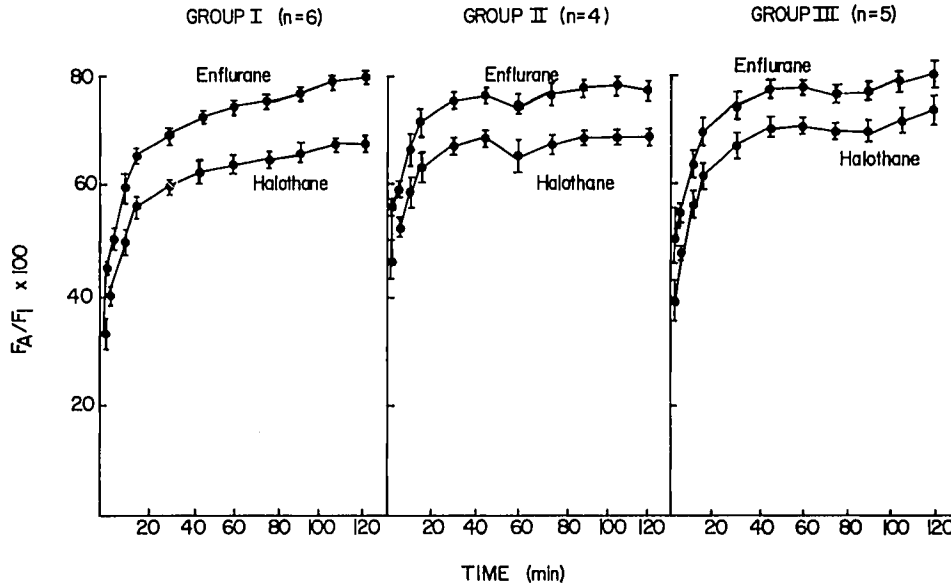 GROUP I (n=6)
GROUP II (n=4)
GROUP III (n=5)
80
60
40
20
FA/FI x 100
Enflurane
Halothane
Enflurane
Halothane
Enflurane
Halothane
20 40 60 80 100 120
20 40 60 80 100 120
20 40 60 80 100 120
TIME (min)